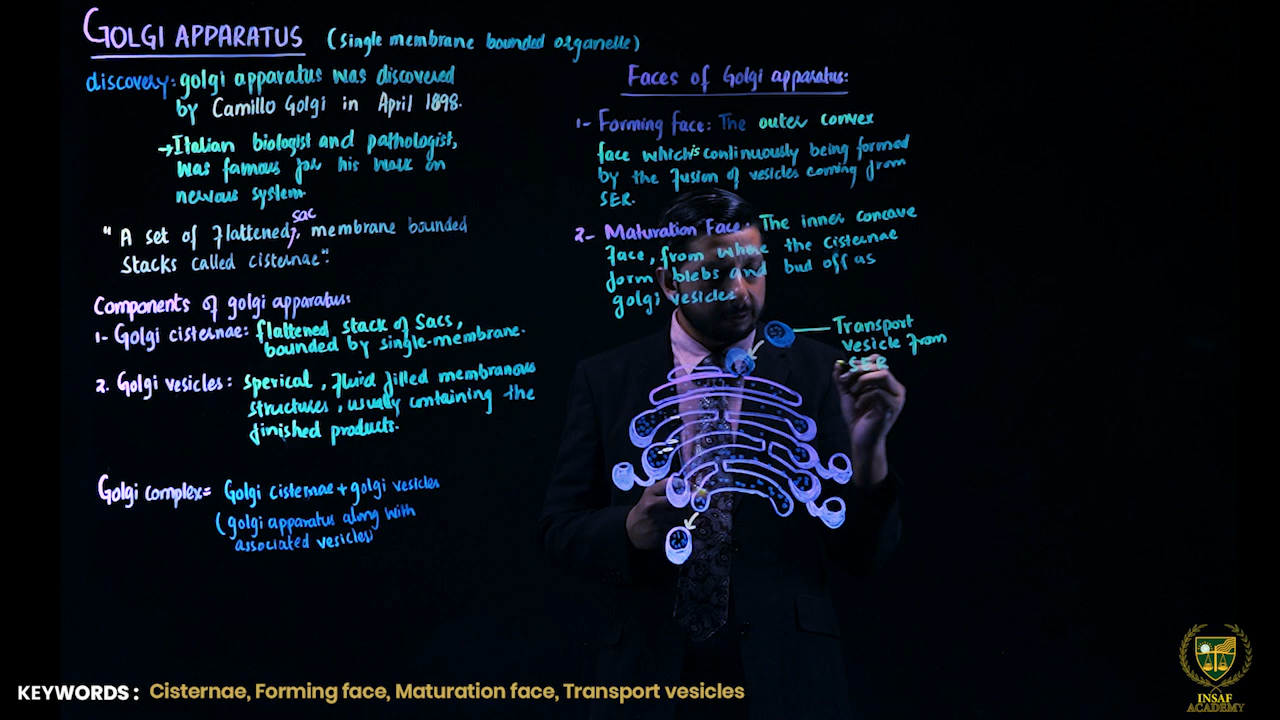 GOLGI APPARATUS (single membrane bounded organelle)
discovery: golgi apparatus was discovered
by Camillo Golgi in April 1898.
→Italian biologist and pathologist,
was famous for his work on
nervous system.
sac
" A set of flattened, membrane bounded
Stacks called cisternae".
Components of golgi apparatus:
1- Golgi cisternae: flattened stack of Sacs,
bounded by single-membrane.
2. Golgi vesicles: sperical, fluid filled membranous
structures, usually containing the
finished products.
Golgi complex = Golgi cisternae + golgi vesicles
(golgi apparatus along with
associated vesicles)
Faces of Golgi apparatus:
1- Forming face: The outer convex
face which is continuously being formed
by the fusion of vesicles coming from
SER.
2- Maturation Face: The inner concave
face, from where the cisternae
form blebs and bud off as
golgi vesicles
Transport
vesicle from
SER
KEYWORDS: Cisternae, Forming face, Maturation face, Transport vesicles
INSAF
ACADEMY